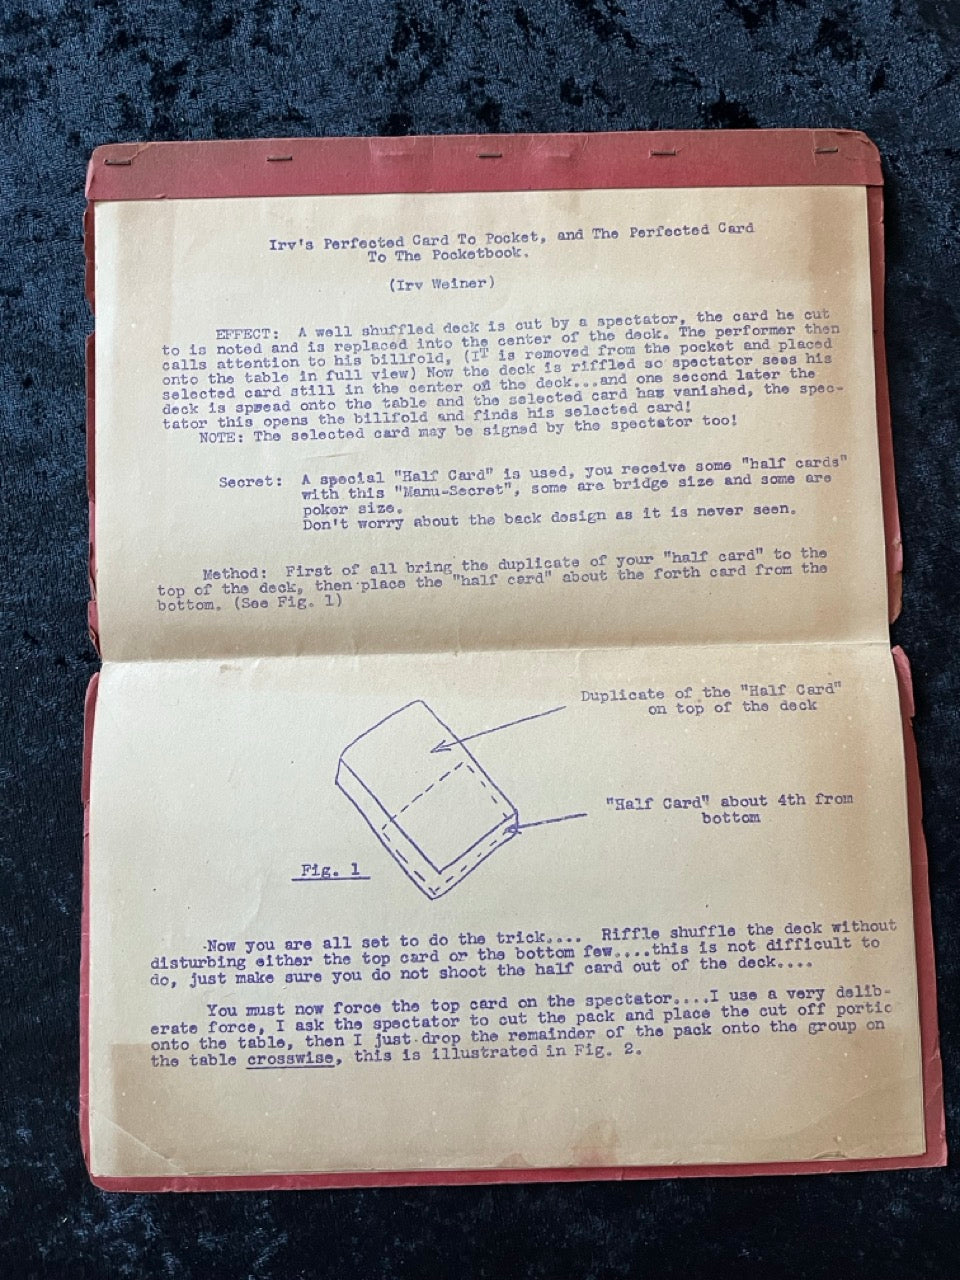 Irv's Perfected Card To Pocket, and The Perfected Card
To The Pocketbook.
(Irv Weiner)
EFFECT: A well shuffled deck is cut by a spectator, the card he cut
to is noted and is replaced into the center of the deck. The performer then
calls attention to his billfold, (IT is removed from the pocket and placed
onto the table in full view) Now the deck is riffled so spectator sees his
selected card still in the center of the deck...and one second later the
deck is spread onto the table and the selected card has vanished, the spec-
tator this opens the billfold and finds his selected card!
NOTE: The selected card may be signed by the spectator too!
Secret: A special "Half Card" is used, you receive some "half cards"
with this "Manu-Secret", some are bridge size and some are
poker size.
Don't worry about the back design as it is never seen.
Method: First of all bring the duplicate of your "half card" to the
top of the deck, then place the "half card" about the forth card from the
bottom. (See Fig. 1)
Duplicate of the "Half Card"
on top of the deck
"Half Card" about 4th from
bottom
Fig. 1
Now you are all set to do the trick.... Riffle shuffle the deck without
disturbing either the top card or the bottom few....this is not difficult to
do, just make sure you do not shoot the half card out of the deck....
You must now force the top card on the spectator....I use a very delib-
erate force, I ask the spectator to cut the pack and place the cut off portic
onto the table, then I just drop the remainder of the pack onto the group on
the table crosswise, this is illustrated in Fig. 2.